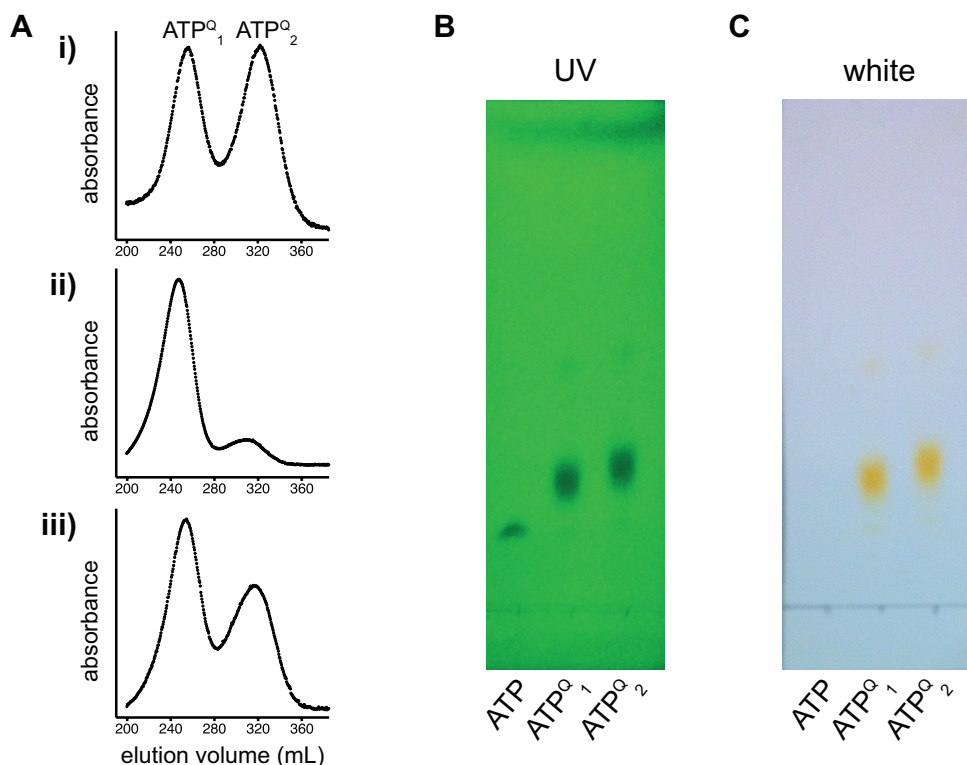 A
i)
ATP^Q_1 ATP^Q_2
absorbance
200 240 280 320 360
ii)
absorbance
200 240 280 320 360
iii)
absorbance
200 240 280 320 360
elution volume (mL)
B
UV
ATP
ATP^Q_1
ATP^Q_2
C
white
ATP
ATP^Q_1
ATP^Q_2